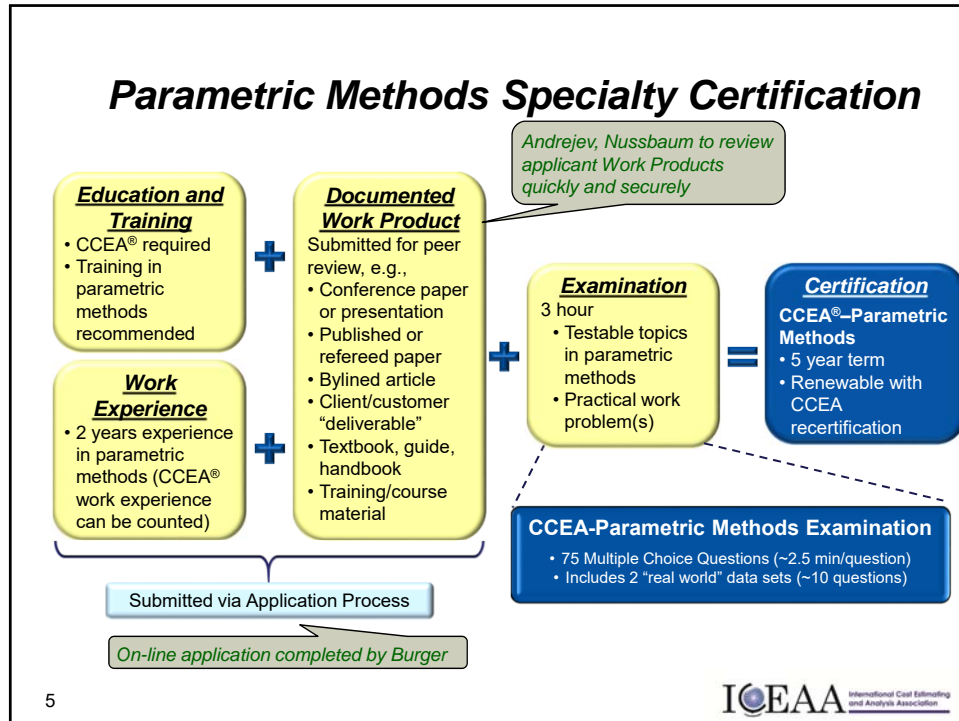 Parametric Methods Specialty Certification
Andrejev, Nussbaum to review
applicant Work Products
quickly and securely
Education and
Training
• CCEA® required
• Training in
parametric
methods
recommended
Work
Experience
• 2 years experience
in parametric
methods (CCEA®
work experience
can be counted)
Documented
Work Product
Submitted for peer
review, e.g.,
• Conference paper
or presentation
• Published or
refereed paper
• Bylined article
• Client/customer
“deliverable”
• Textbook, guide,
handbook
• Training/course
material
Examination
3 hour
• Testable topics
in parametric
methods
• Practical work
problem(s)
Certification
CCEA®–Parametric
Methods
• 5 year term
• Renewable with
CCEA
recertification
CCEA-Parametric Methods Examination
• 75 Multiple Choice Questions (~2.5 min/question)
• Includes 2 “real world” data sets (~10 questions)
Submitted via Application Process
On-line application completed by Burger
5
ICEAA
International Cost Estimating
and Analysis Association